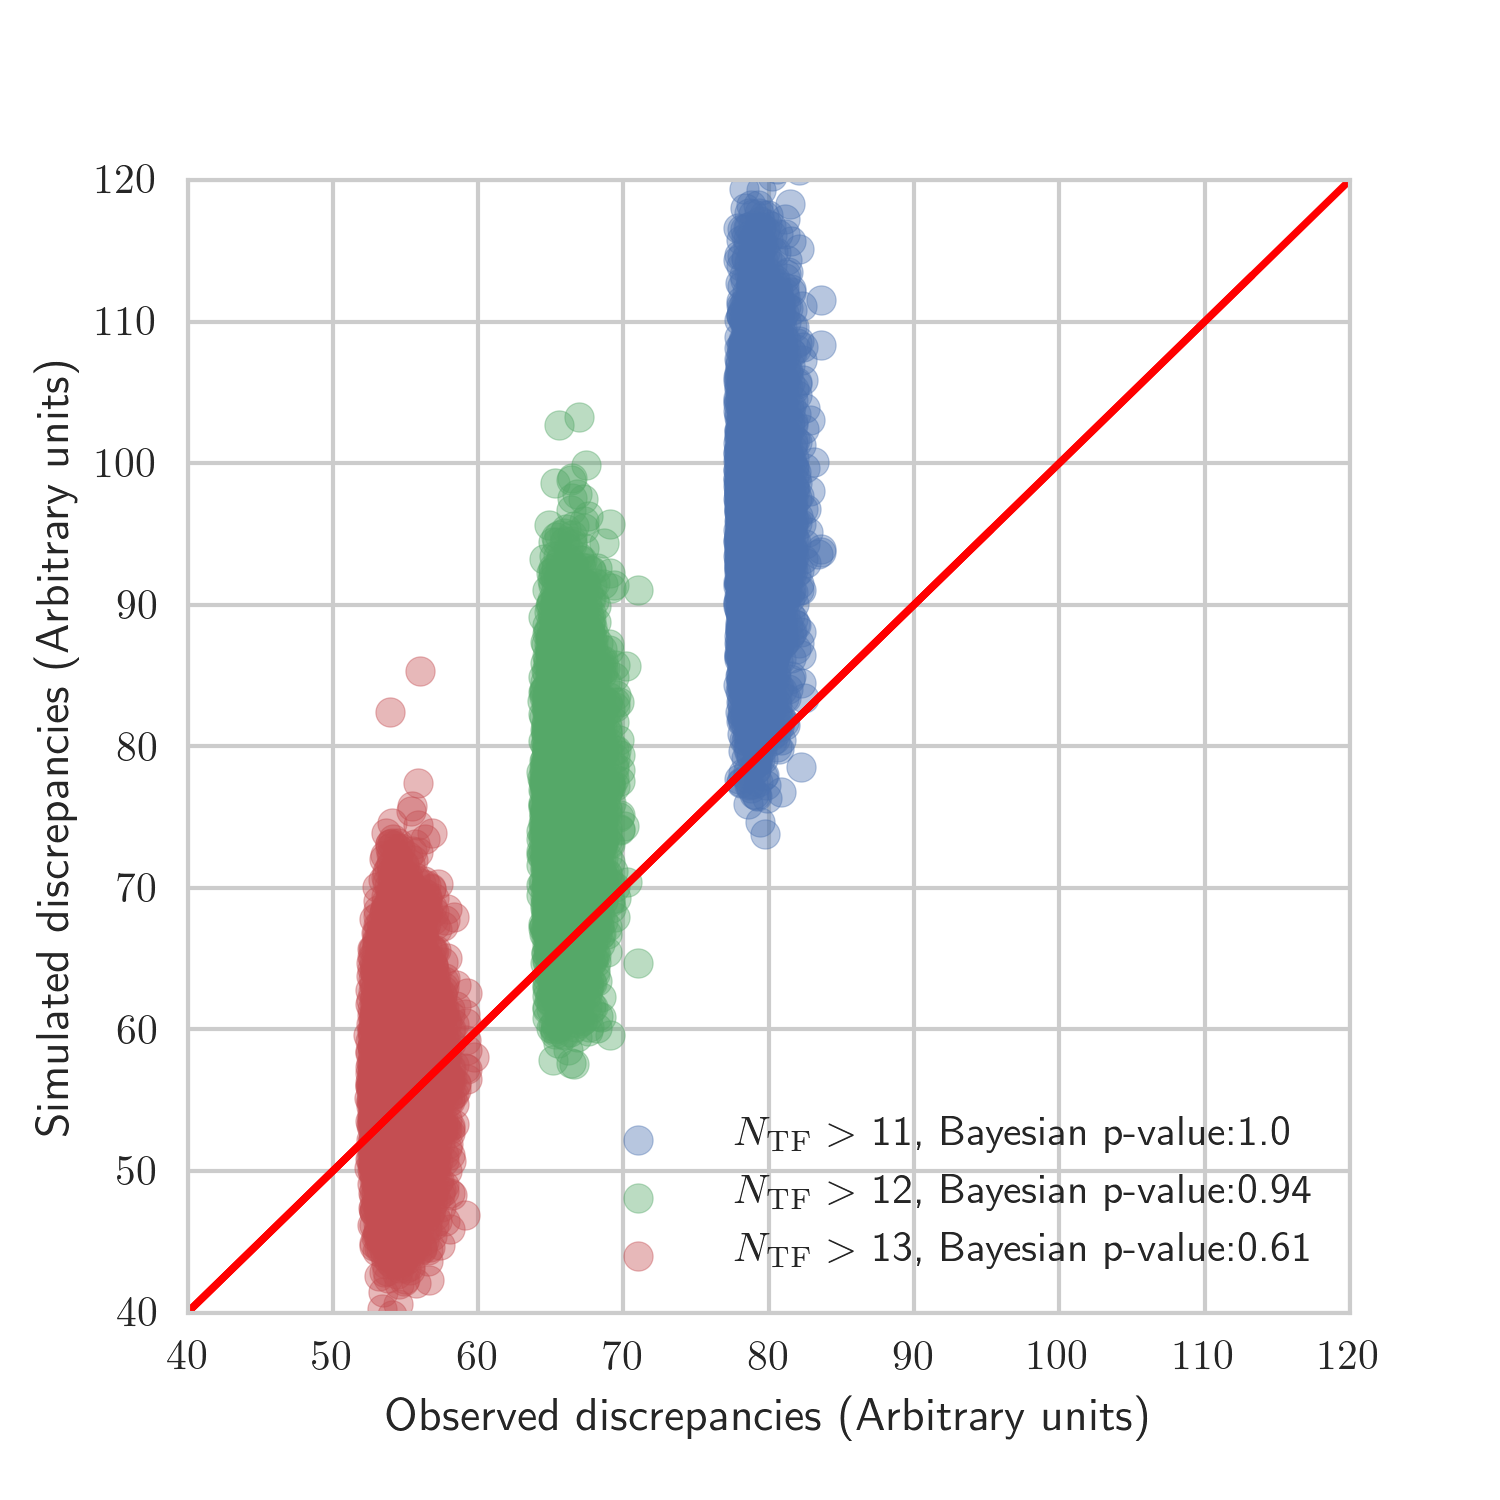 120
110
100
90
80
70
60
50
40
40 50 60 70 80 90 100 110 120
Simulated discrepancies (Arbitrary units)
Observed discrepancies (Arbitrary units)
N_TF > 11, Bayesian p-value:1.0
N_TF > 12, Bayesian p-value:0.94
N_TF > 13, Bayesian p-value:0.61